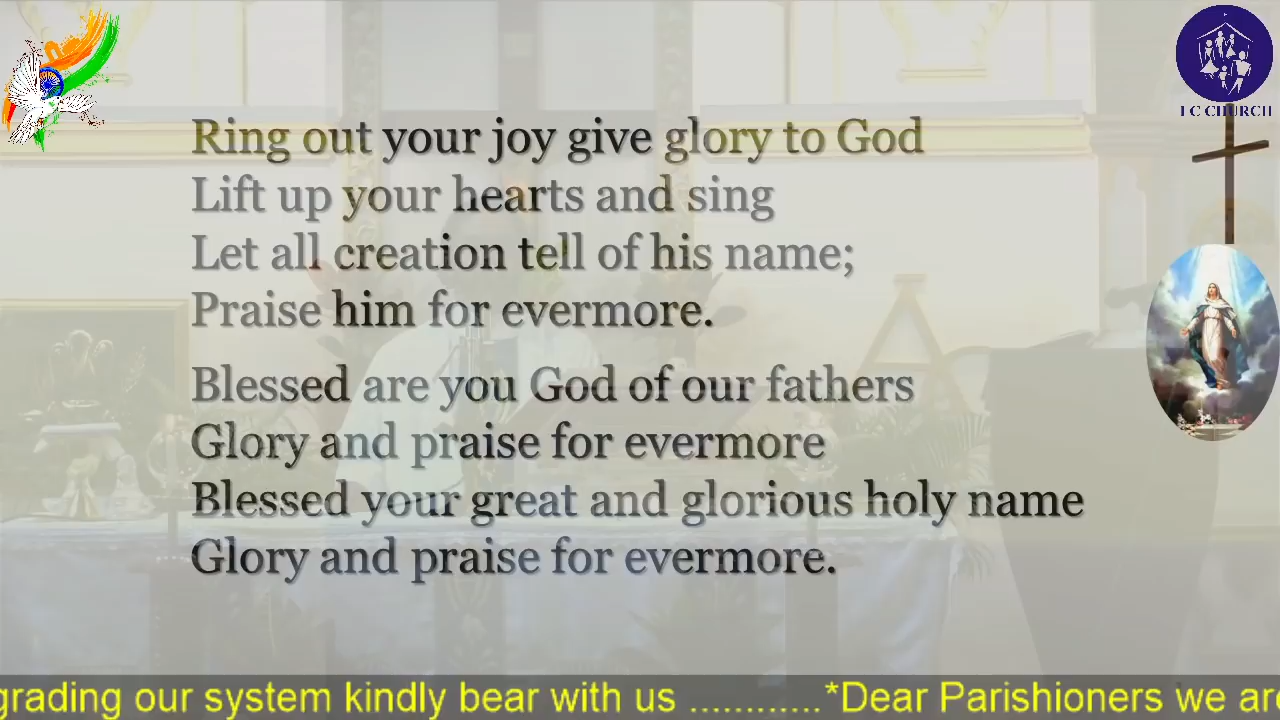 I C CHURCH
Ring out your joy give glory to God
Lift up your hearts and sing
Let all creation tell of his name;
Praise him for evermore.
Blessed are you God of our fathers
Glory and praise for evermore
Blessed your great and glorious holy name
Glory and praise for evermore.
grading our system kindly bear with us ............*Dear Parishioners we are